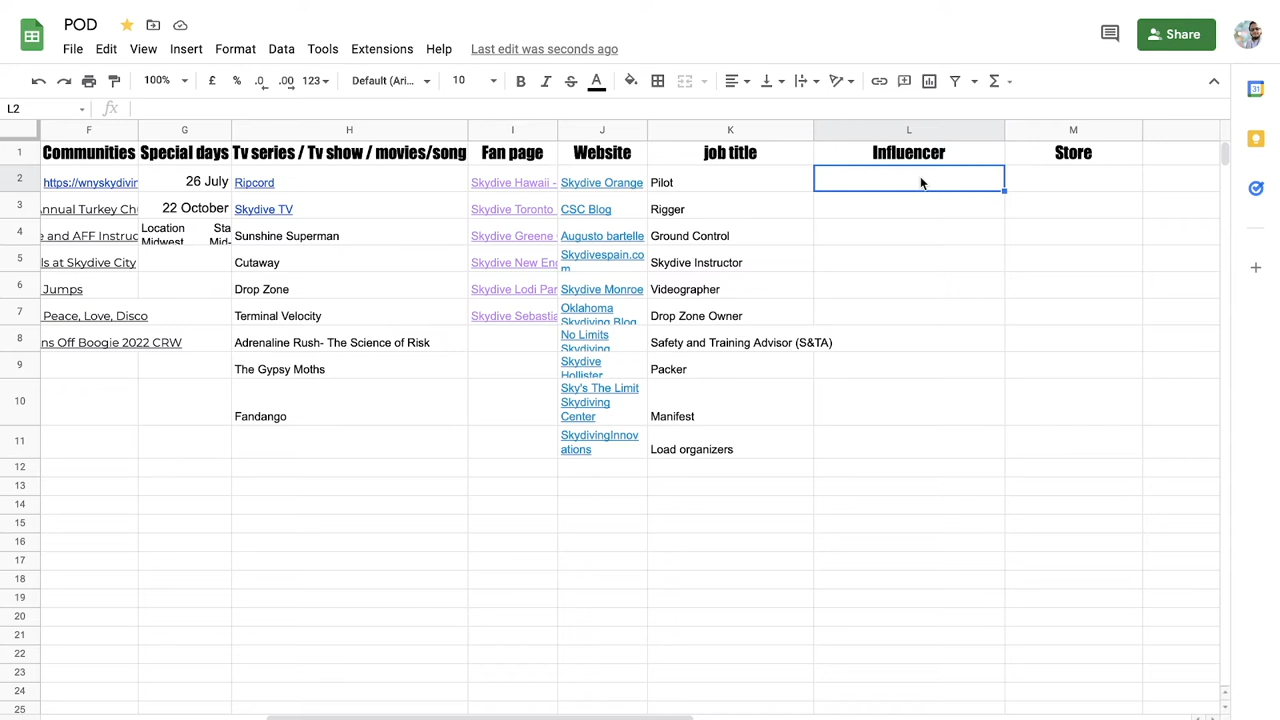 POD
File Edit View Insert Format Data Tools Extensions Help Last edit was seconds ago
Share
100% £ % .0 .00 123 Default (Ari... 10 B I S A
L2 fx
F G H I J K L M
1 Communities Special days Tv series / Tv show / movies/song Fan page Website job title Influencer Store
2 https://wnyskydivin 26 July Ripcord Skydive Hawaii - Skydive Orange Pilot
3 Annual Turkey Ch 22 October Skydive TV Skydive Toronto CSC Blog Rigger
4 e and AFF Instruc Location Sta Sunshine Superman Skydive Greene Augusto bartelle Ground Control
Midwest Mid-
5 ls at Skydive City Cutaway Skydive New Eng Skydivespain.co Skydive Instructor
m
6 Jumps Drop Zone Skydive Lodi Par Skydive Monroe Videographer
7 Peace, Love, Disco Terminal Velocity Skydive Sebastia Oklahoma Drop Zone Owner
Skydiving Blog
8 ns Off Boogie 2022 CRW Adrenaline Rush- The Science of Risk No Limits Safety and Training Advisor (S&TA)
Skydiving
9 The Gypsy Moths Skydive Packer
Hollister
10 Fandango Sky's The Limit Manifest
Skydiving
Center
11 SkydivingInnov Load organizers
ations
12
13
14
15
16
17
18
19
20
21
22
23
24
25
31